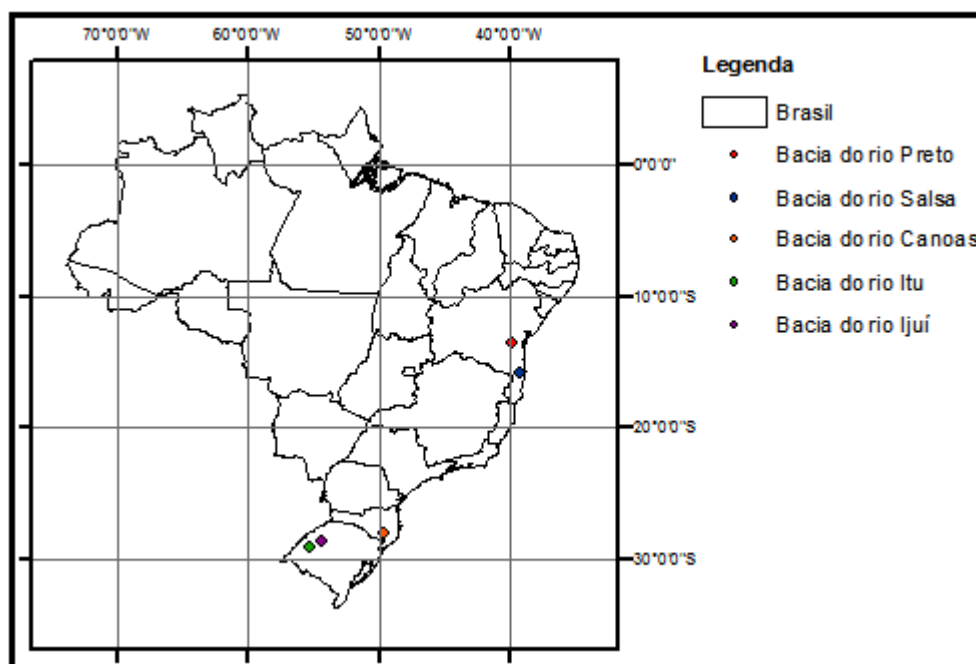 70°0'0"W 60°0'0"W 50°0'0"W 40°0'0"W
0°0'0"
10°0'0"S
20°0'0"S
30°0'0"S
Legenda
Brasil
Bacia do rio Preto
Bacia do rio Salsa
Bacia do rio Canoas
Bacia do rio Itu
Bacia do rio Ijuí